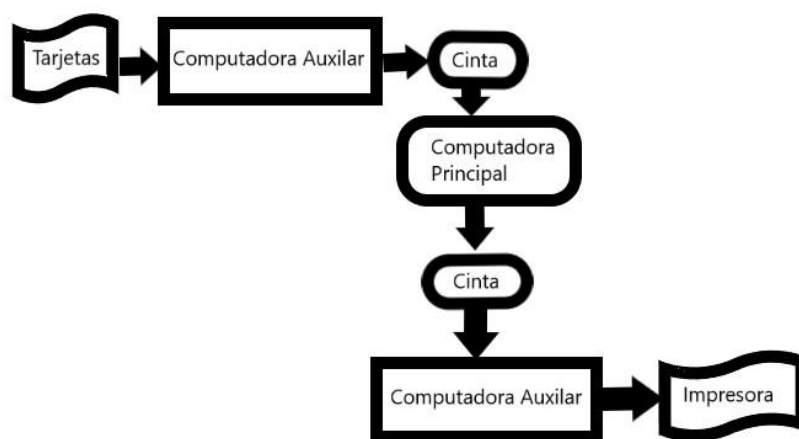 Tarjetas
Computadora Auxilar
Cinta
Computadora
Principal
Cinta
Computadora Auxilar
Impresora